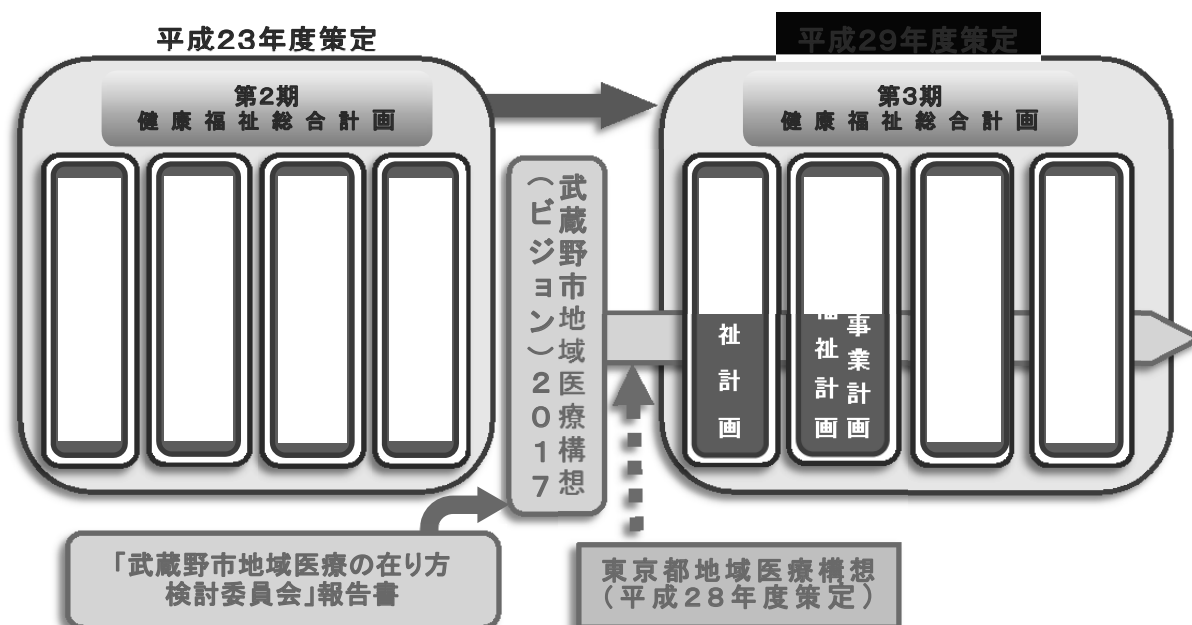 平成23年度策定
第2期
健康福祉総合計画
平成29年度策定
第3期
健康福祉総合計画
武蔵野市地域医療構想
（ビジョン）2017
祉計画
事業計画
祉計画
「武蔵野市地域医療の在り方
検討委員会」報告書
東京都地域医療構想
（平成28年度策定）